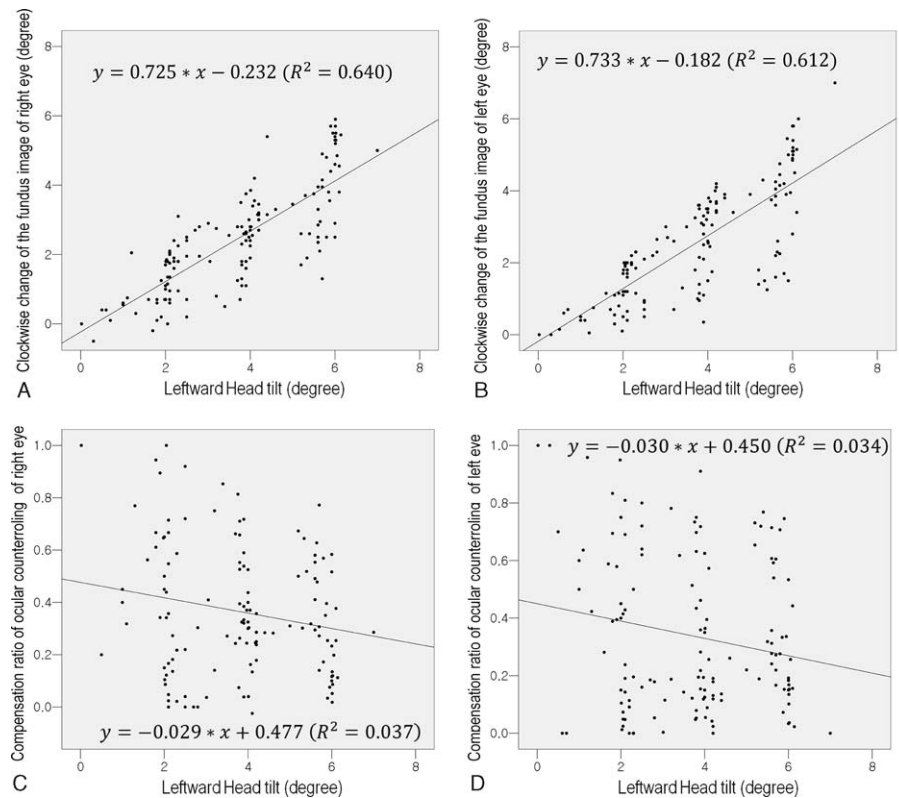 Clockwise change of the fundus image of right eye (degree)
8
6
4
2
0
y = 0.725 * x − 0.232 (R² = 0.640)
0 2 4 6 8
A Leftward Head tilt (degree)
Clockwise change of the fundus image of left eye (degree)
8
6
4
2
0
y = 0.733 * x − 0.182 (R² = 0.612)
0 2 4 6 8
B Leftward Head tilt (degree)
Compensation ratio of ocular counterroling of right eye
1.0
0.8
0.6
0.4
0.2
0.0
y = −0.029 * x + 0.477 (R² = 0.037)
0 2 4 6 8
C Leftward Head tilt (degree)
Compensation ratio of ocular counterroling of left eye
1.0
0.8
0.6
0.4
0.2
0.0
y = −0.030 * x + 0.450 (R² = 0.034)
0 2 4 6 8
D Leftward Head tilt (degree)